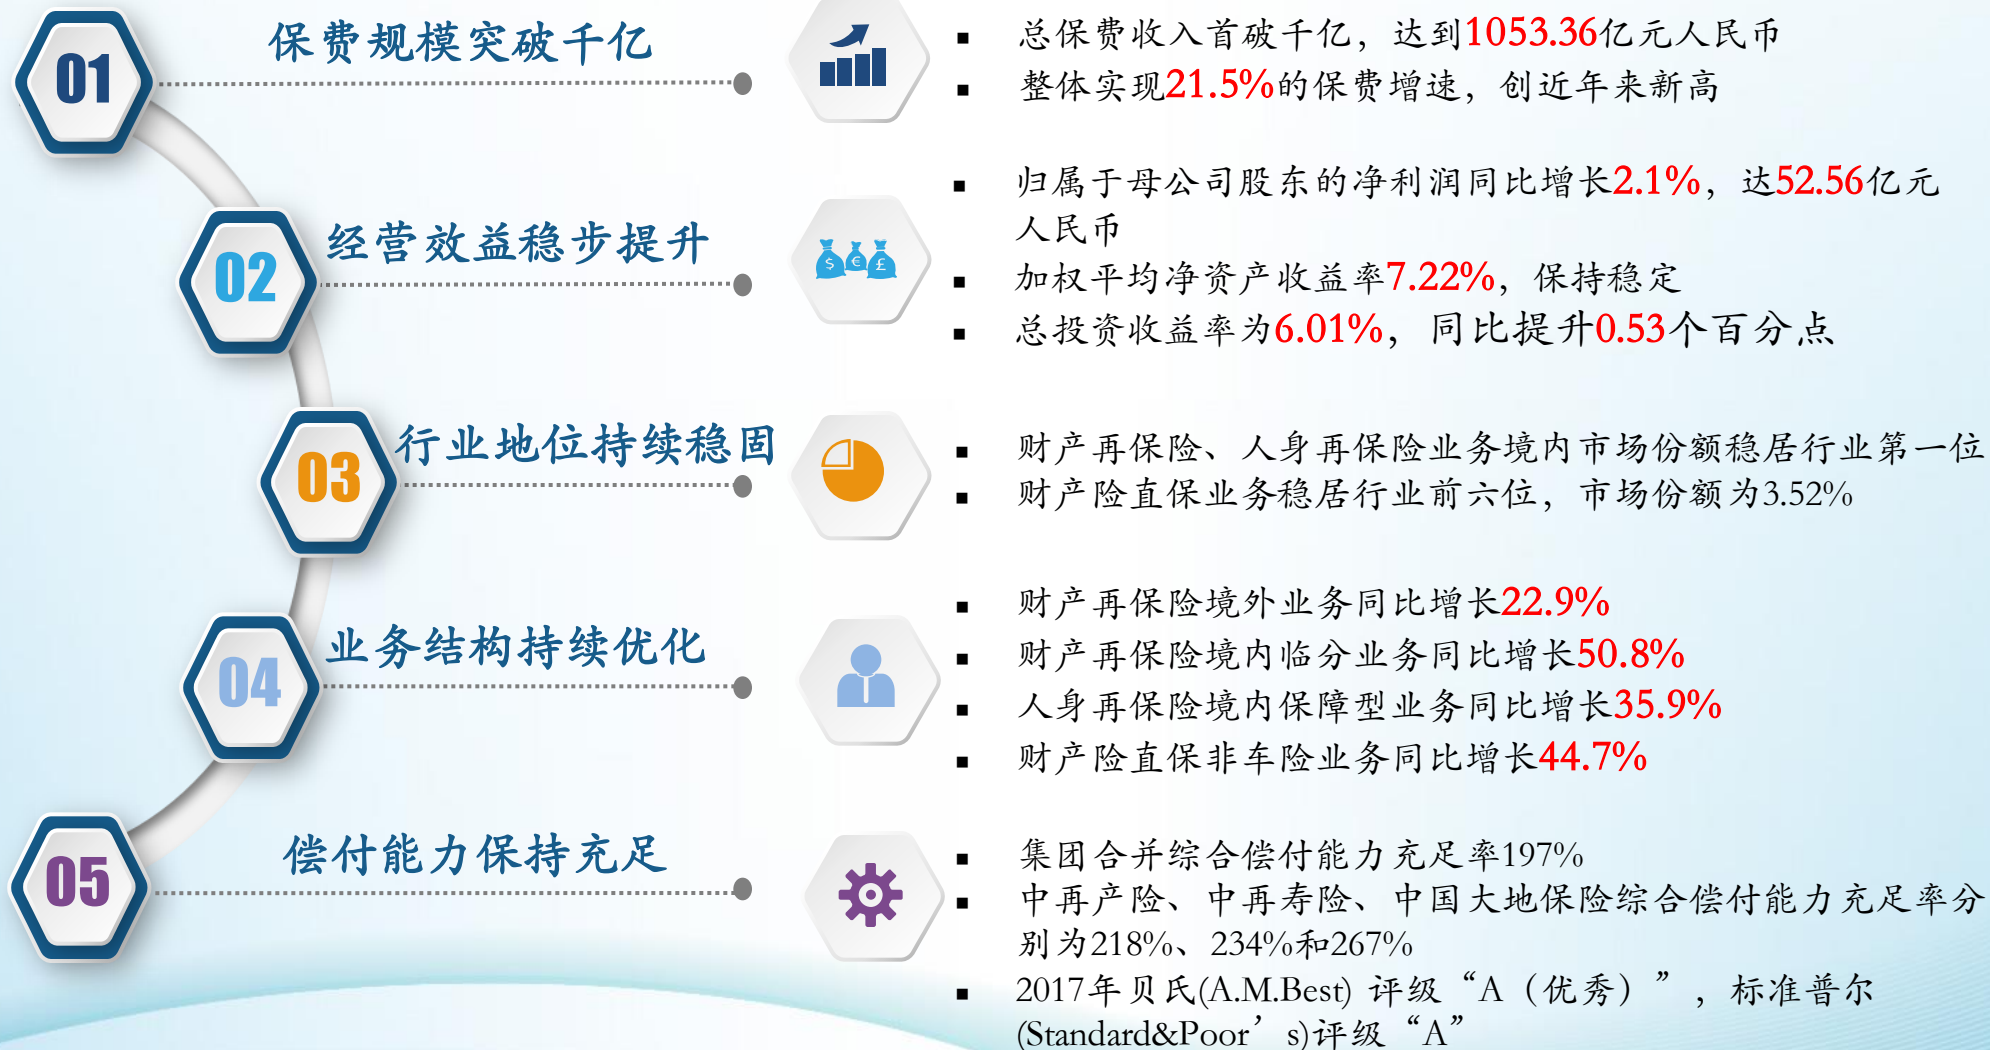 01
保费规模突破千亿
总保费收入首破千亿，达到1053.36亿元人民币
整体实现21.5%的保费增速，创近年来新高
02
经营效益稳步提升
$
€
£
归属于母公司股东的净利润同比增长2.1%，达52.56亿元
人民币
加权平均净资产收益率7.22%，保持稳定
总投资收益率为6.01%，同比提升0.53个百分点
03
行业地位持续稳固
财产再保险、人身再保险业务境内市场份额稳居行业第一位
财产险直保业务稳居行业前六位，市场份额为3.52%
04
业务结构持续优化
财产再保险境外业务同比增长22.9%
财产再保险境内临分业务同比增长50.8%
人身再保险境内保障型业务同比增长35.9%
财产险直保非车险业务同比增长44.7%
05
偿付能力保持充足
集团合并综合偿付能力充足率197%
中再产险、中再寿险、中国大地保险综合偿付能力充足率分
别为218%、234%和267%
2017年贝氏(A.M.Best) 评级“A（优秀）”，标准普尔
(Standard&Poor’s)评级“A”